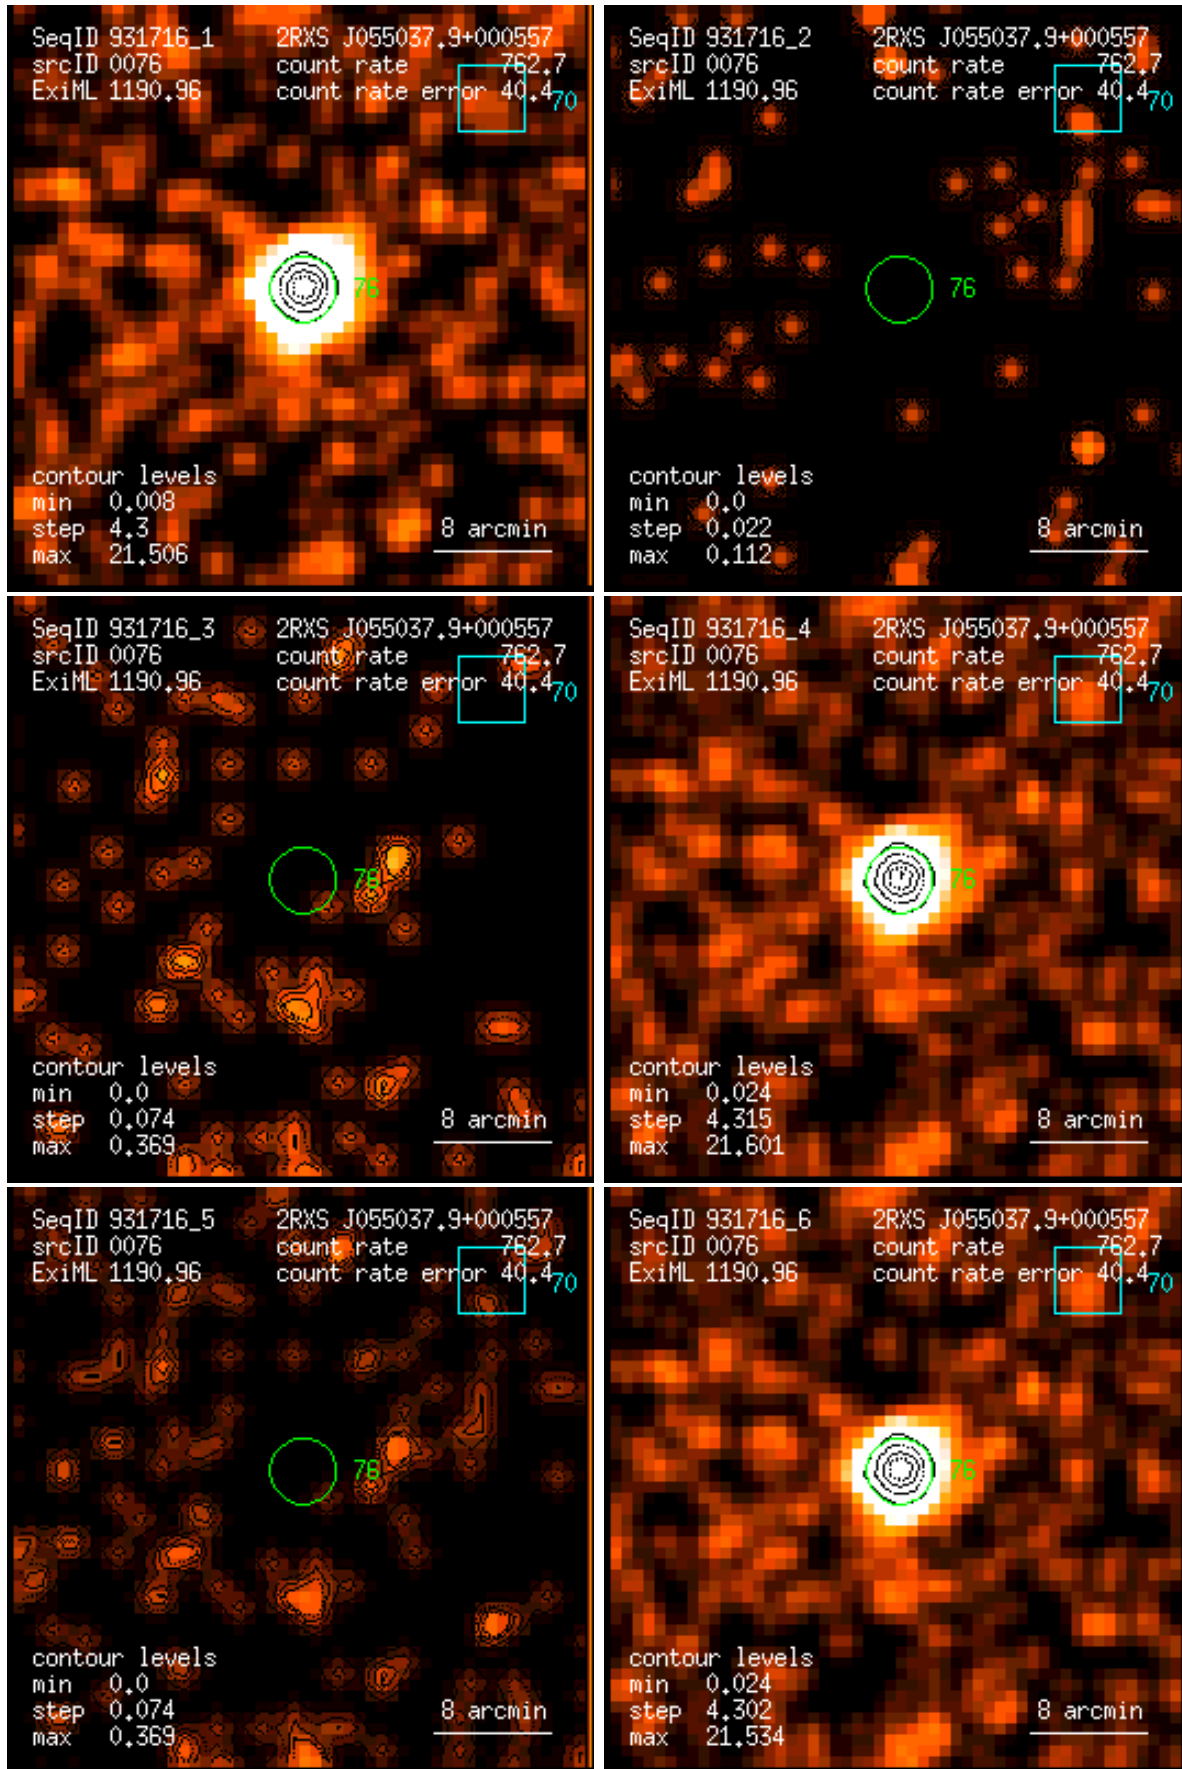 SeqID 931716_1 2RXS J055037.9+000557
srcID 0076 count rate 762.7
ExiML 1190.96 count rate error 40.4
70
76
contour levels
min 0.008
step 4.3 8 arcmin
max 21.506
SeqID 931716_2 2RXS J055037.9+000557
srcID 0076 count rate 762.7
ExiML 1190.96 count rate error 40.4
70
76
contour levels
min 0.0
step 0.022 8 arcmin
max 0.112
SeqID 931716_3 2RXS J055037.9+000557
srcID 0076 count rate 762.7
ExiML 1190.96 count rate error 40.4
70
76
contour levels
min 0.0
step 0.074 8 arcmin
max 0.369
SeqID 931716_4 2RXS J055037.9+000557
srcID 0076 count rate 762.7
ExiML 1190.96 count rate error 40.4
70
76
contour levels
min 0.024
step 4.315 8 arcmin
max 21.601
SeqID 931716_5 2RXS J055037.9+000557
srcID 0076 count rate 762.7
ExiML 1190.96 count rate error 40.4
70
76
contour levels
min 0.0
step 0.074 8 arcmin
max 0.369
SeqID 931716_6 2RXS J055037.9+000557
srcID 0076 count rate 762.7
ExiML 1190.96 count rate error 40.4
70
76
contour levels
min 0.024
step 4.302 8 arcmin
max 21.534